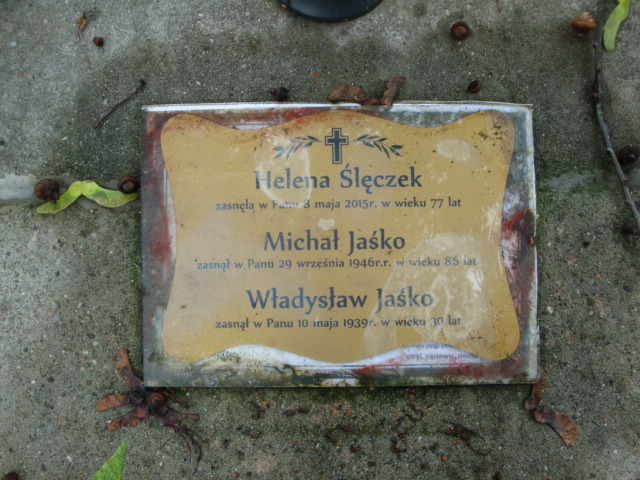 Helena Ślęczek
zasnęła w Panu 8 maja 2015r. w wieku 77 lat
Michał Jaśko
zasnął w Panu 29 września 1946r.r. w wieku 86 lat
Władysław Jaśko
zasnął w Panu 10 maja 1939r. w wieku 30 lat